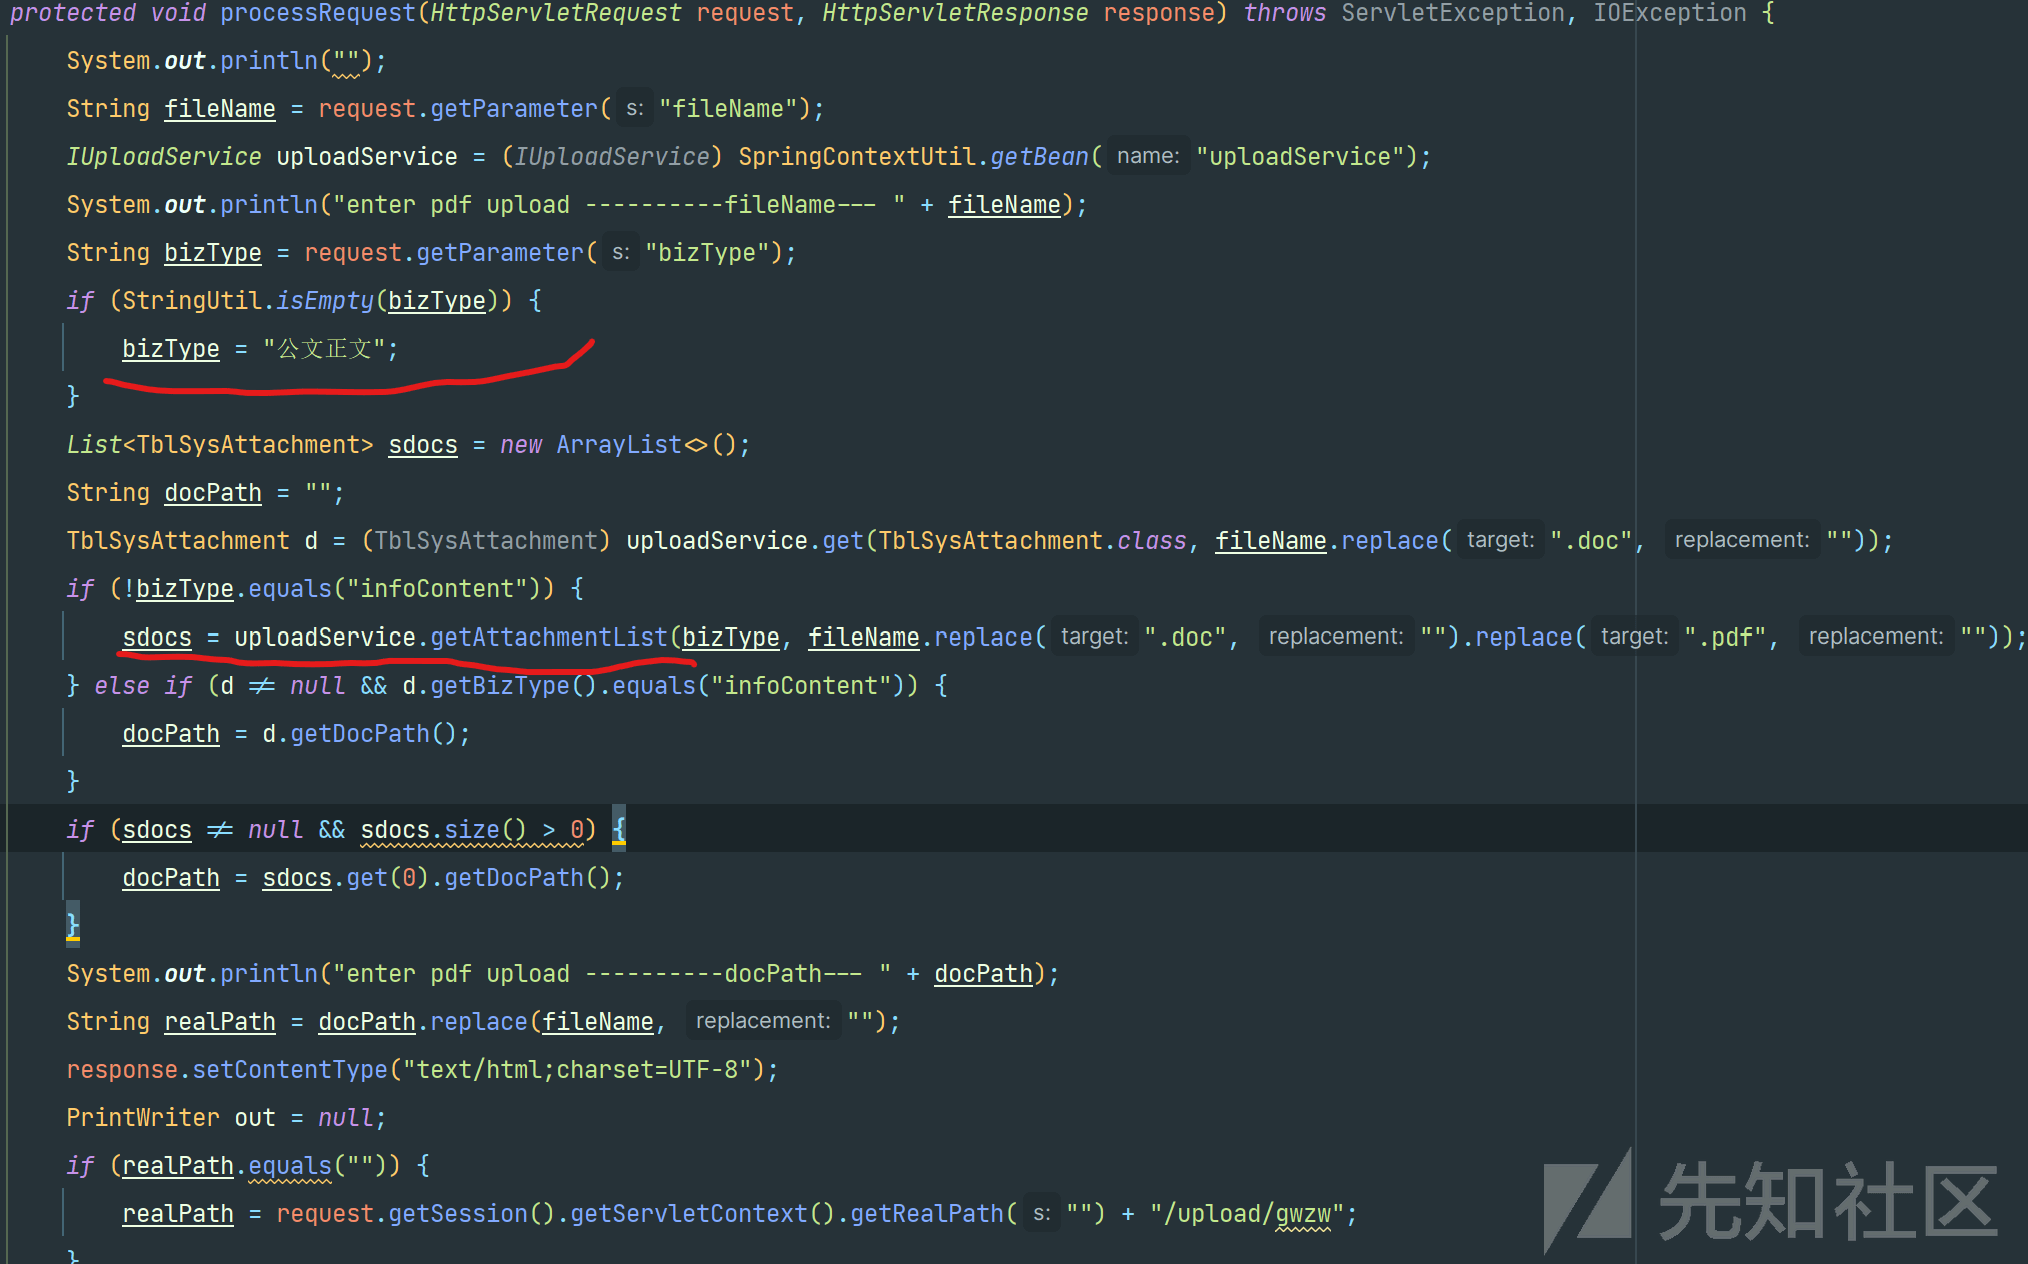 protected void processRequest(HttpServletRequest request, HttpServletResponse response) throws ServletException, IOException {
System.out.println("");
String fileName = request.getParameter( s: "fileName");
IUploadService uploadService = (IUploadService) SpringContextUtil.getBean( name: "uploadService");
System.out.println("enter pdf upload ----------fileName--- " + fileName);
String bizType = request.getParameter( s: "bizType");
if (StringUtil.isEmpty(bizType)) {
bizType = "公文正文";
}
List<TblSysAttachment> sdocs = new ArrayList<>();
String docPath = "";
TblSysAttachment d = (TblSysAttachment) uploadService.get(TblSysAttachment.class, fileName.replace( target: ".doc", replacement: ""));
if (!bizType.equals("infoContent")) {
sdocs = uploadService.getAttachmentList(bizType, fileName.replace( target: ".doc", replacement: "").replace( target: ".pdf", replacement: ""));
} else if (d != null && d.getBizType().equals("infoContent")) {
docPath = d.getDocPath();
}
if (sdocs != null && sdocs.size() > 0) {
docPath = sdocs.get(0).getDocPath();
}
System.out.println("enter pdf upload ----------docPath--- " + docPath);
String realPath = docPath.replace(fileName, replacement: "");
response.setContentType("text/html;charset=UTF-8");
PrintWriter out = null;
if (realPath.equals("")) {
realPath = request.getSession().getServletContext().getRealPath( s: "") + "/upload/gwzw";
}
先知社区